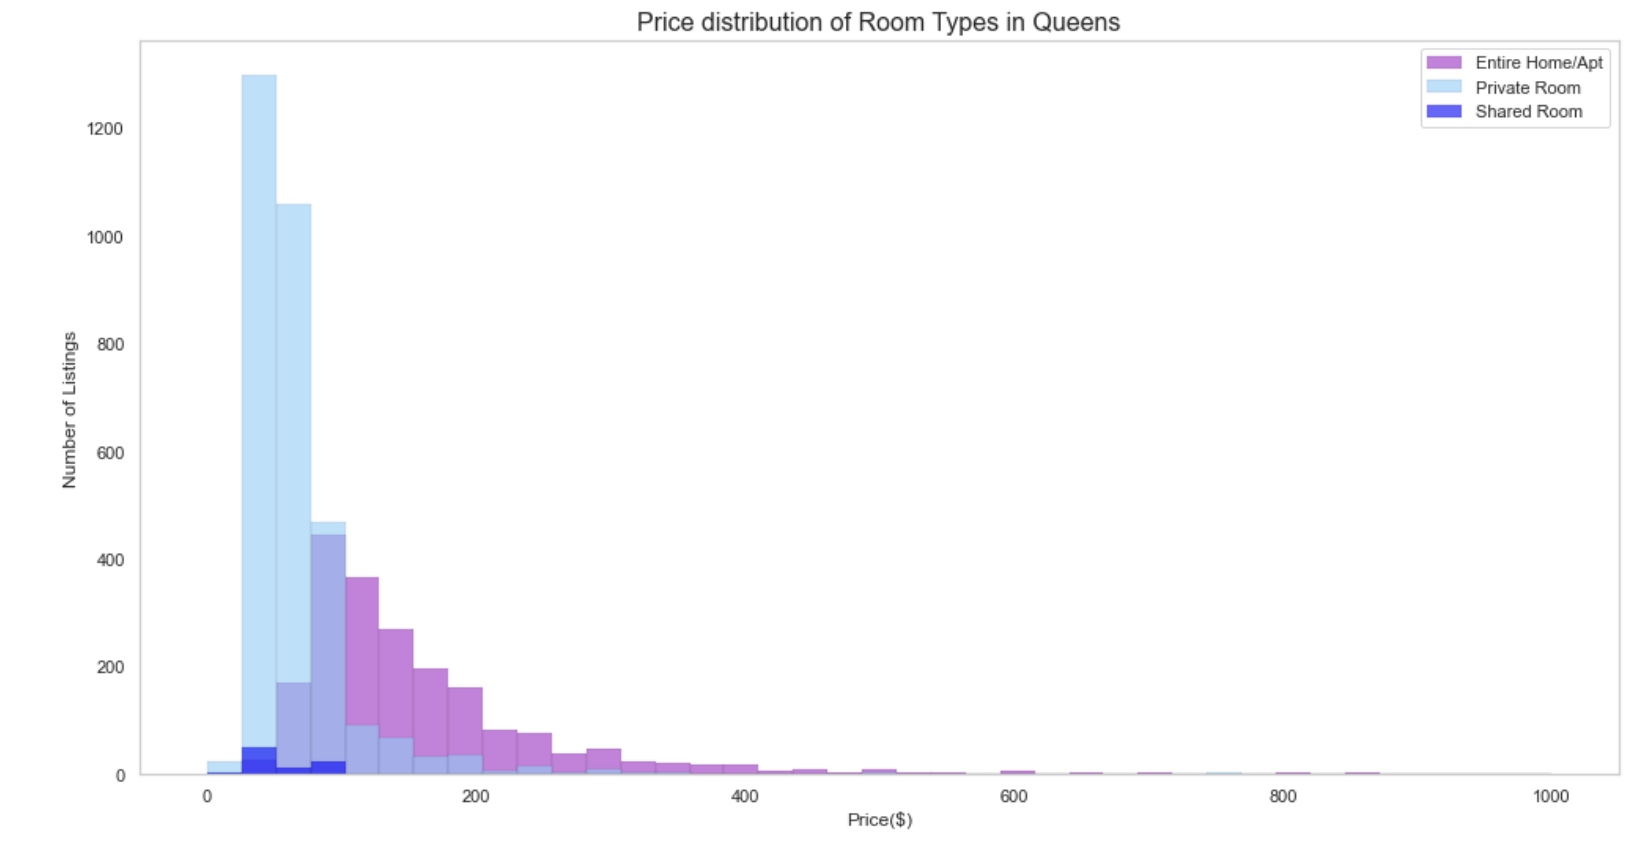 Price distribution of Room Types in Queens
Entire Home/Apt
Private Room
Shared Room
1200
1000
800
600
400
200
0
Number of Listings
0 200 400 600 800 1000
Price($)